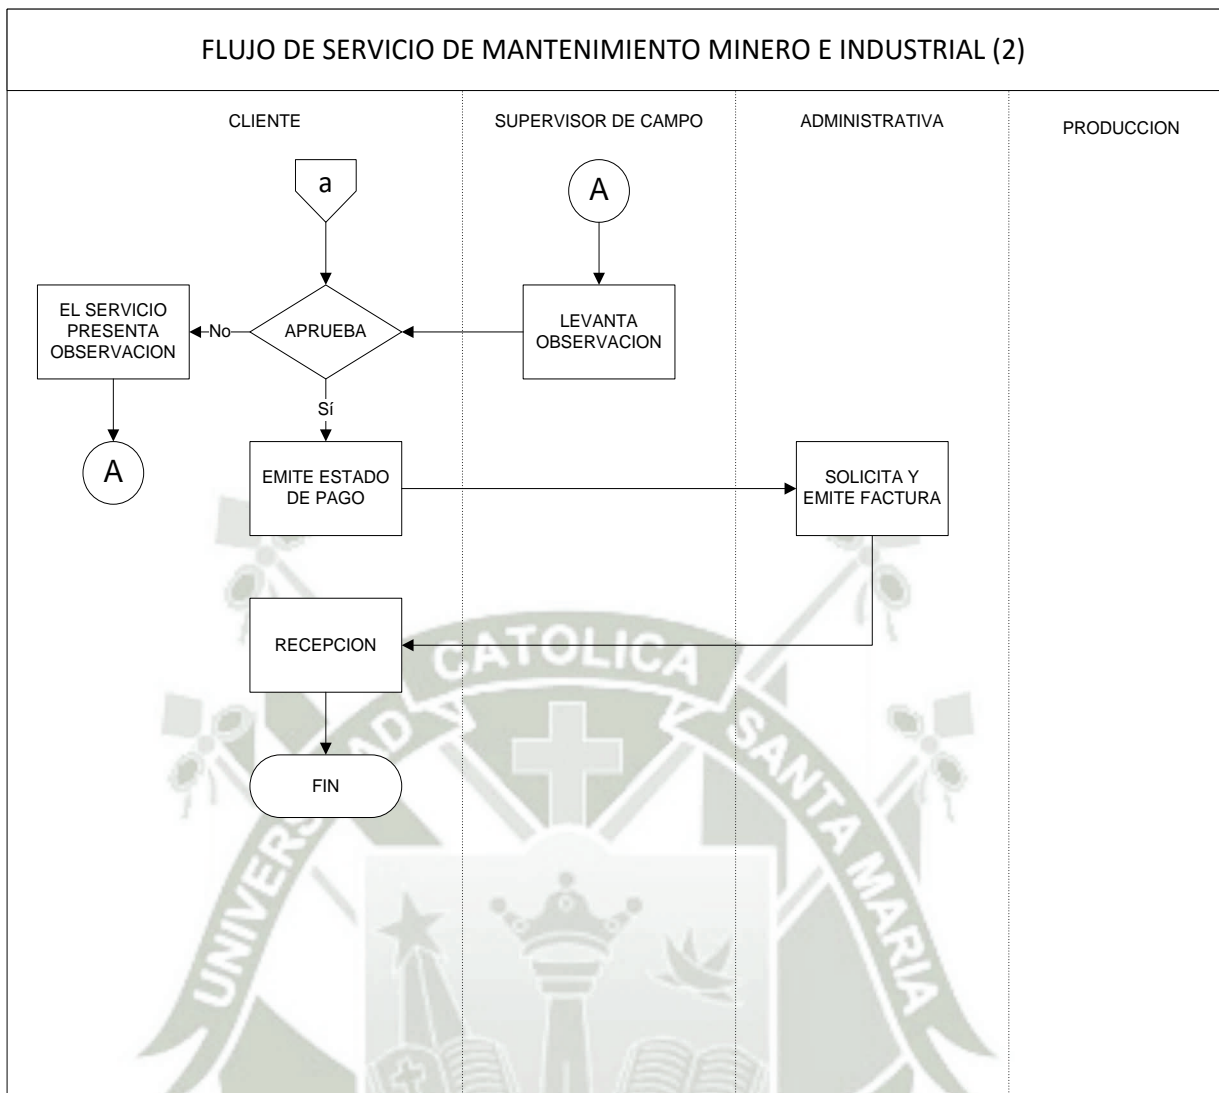 FLUJO DE SERVICIO DE MANTENIMIENTO MINERO E INDUSTRIAL (2)
CLIENTE
SUPERVISOR DE CAMPO
ADMINISTRATIVA
PRODUCCION
a
A
EL SERVICIO
PRESENTA
OBSERVACION
No
APRUEBA
LEVANTA
OBSERVACION
Sí
A
EMITE ESTADO
DE PAGO
SOLICITA Y
EMITE FACTURA
RECEPCION
FIN
UNIVERSIDAD CATOLICA SANTA MARIA